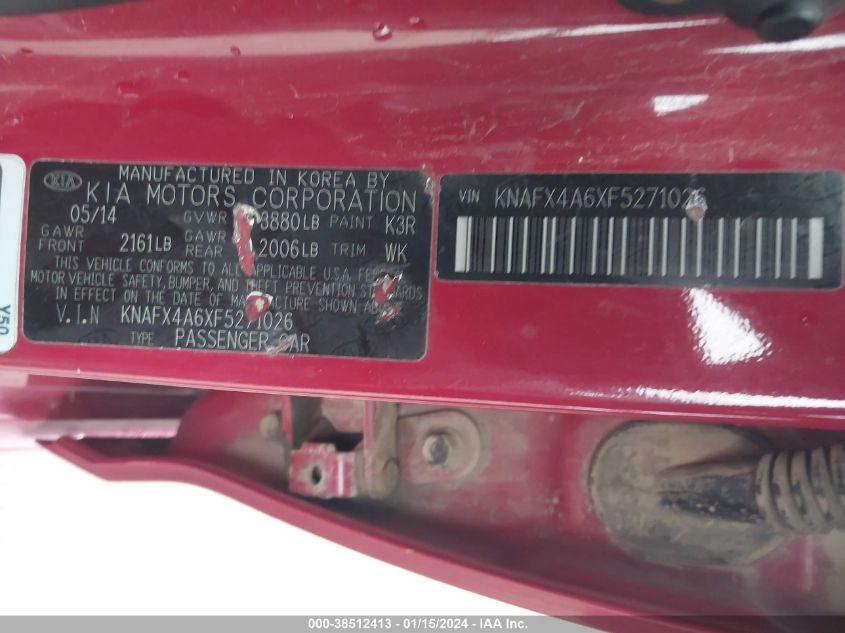 KIA
MANUFACTURED IN KOREA BY
KIA MOTORS CORPORATION
05/14 GVWR 3880LB PAINT K3R
GAWR FRONT 2161LB GAWR REAR 2006LB TRIM WK
THIS VEHICLE CONFORMS TO ALL APPLICABLE U.S.A. FEDERAL
MOTOR VEHICLE SAFETY, BUMPER, AND THEFT PREVENTION STANDARDS
IN EFFECT ON THE DATE OF MANUFACTURE SHOWN ABOVE
V.I.N KNAFX4A6XF5271026
TYPE PASSENGER CAR
VIN KNAFX4A6XF5271026
Y50
000-38512413 - 01/15/2024 - © IAA, Inc.